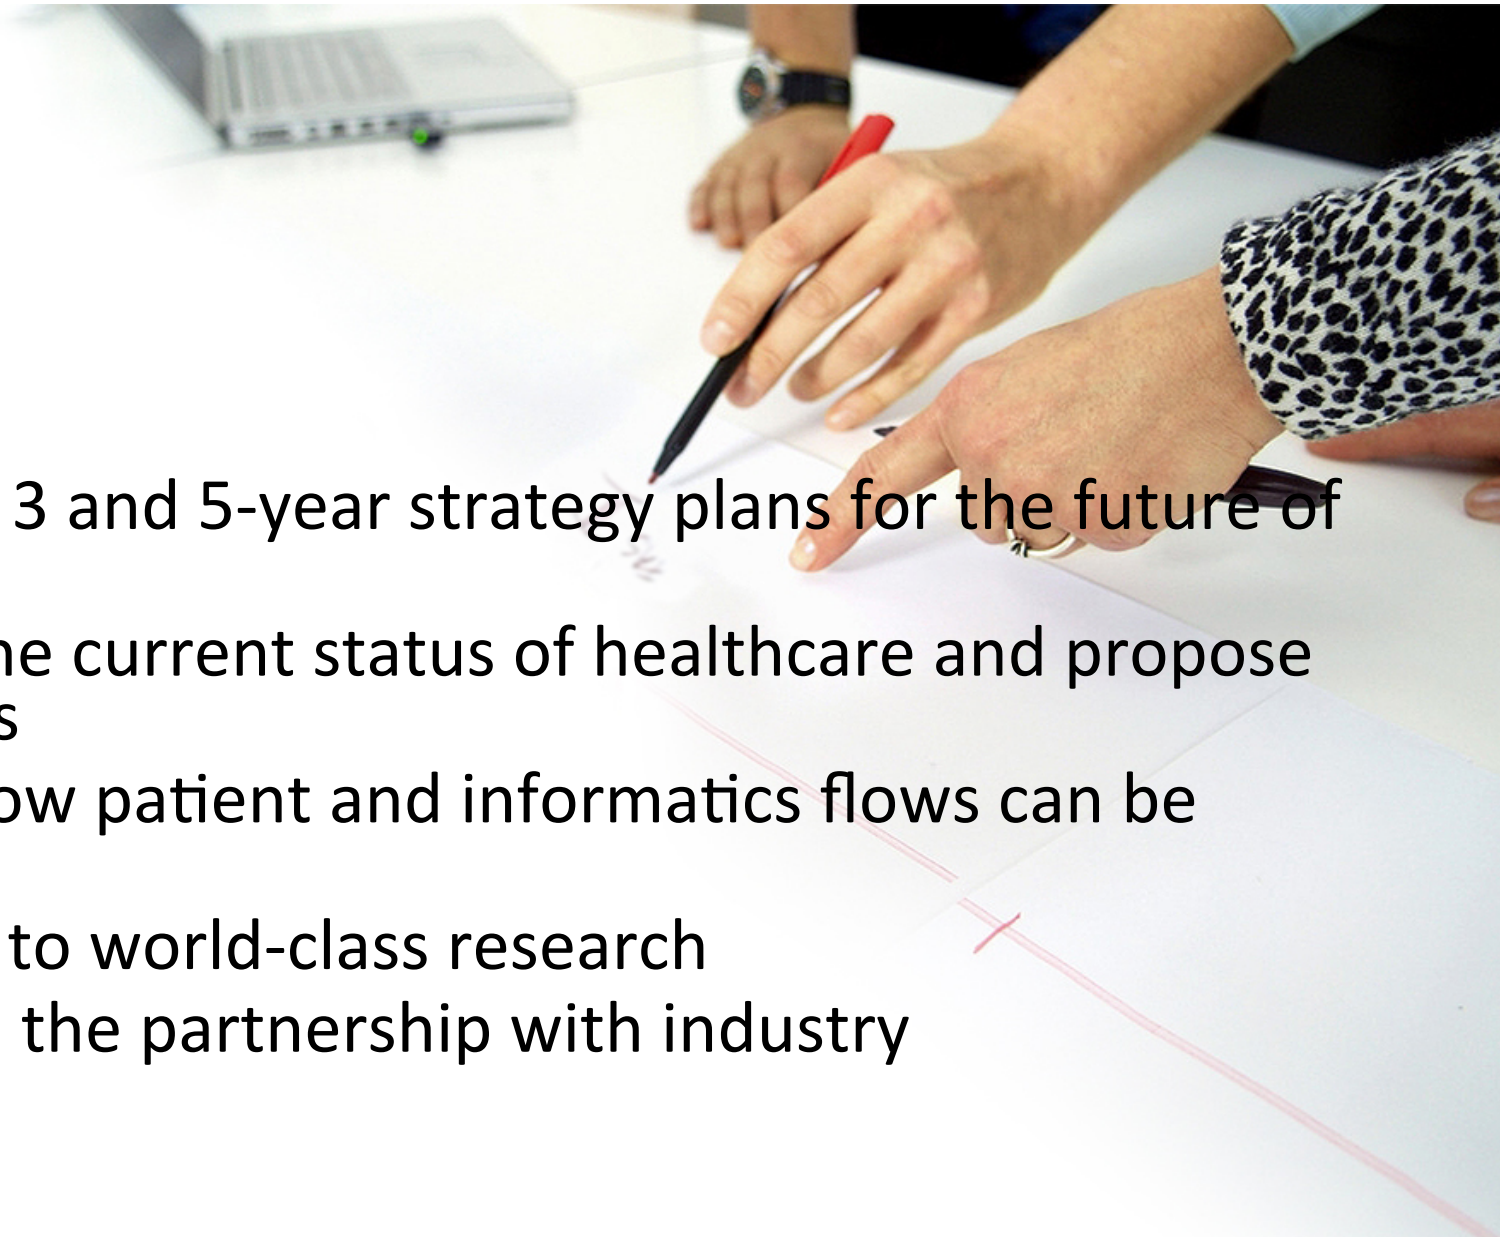 3 and 5-year strategy plans for the future of
current status of healthcare and propose
patient and informatics flows can be
to world-class research
the partnership with industry